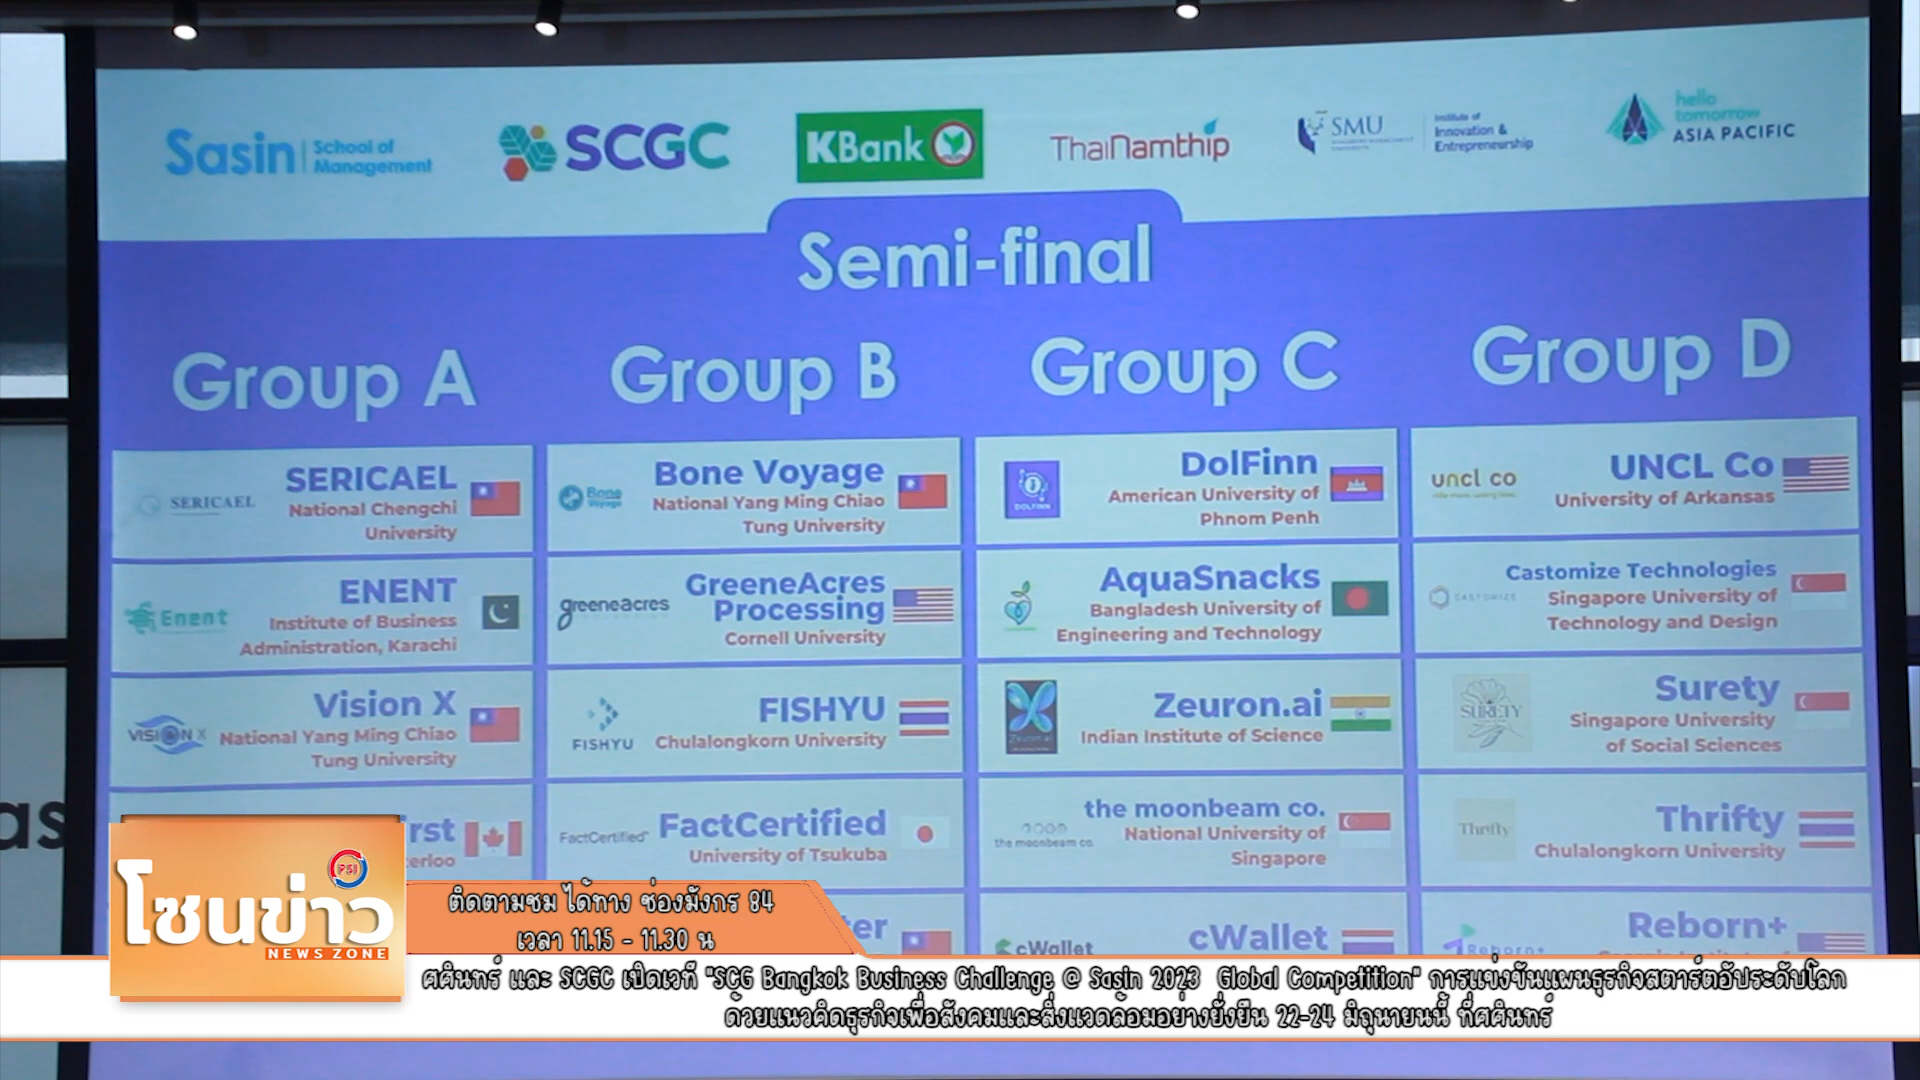 Sasin School of Management
SCGC
KBank
ThaiNamthip
SMU Institute of Innovation & Entrepreneurship
hello tomorrow ASIA PACIFIC
Semi-final
Group A
SERICAEL
SERICAEL
National Chengchi
University
Enent
ENENT
Institute of Business
Administration, Karachi
VISION X
Vision X
National Yang Ming Chiao
Tung University
rst
erloo
Group B
Bone Voyage
Bone Voyage
National Yang Ming Chiao
Tung University
greeneacres
GreeneAcres
Processing
Cornell University
FISHYU
FISHYU
Chulalongkorn University
FactCertified
FactCertified
University of Tsukuba
ter
Group C
DOLFINN
DolFinn
American University of
Phnom Penh
AquaSnacks
Bangladesh University of
Engineering and Technology
Zeuron.ai
Zeuron.ai
Indian Institute of Science
the moonbeam co.
the moonbeam co.
National University of
Singapore
cWallet
cWallet
Group D
uncl co
UNCL Co
University of Arkansas
CASTOMIZE
Castomize Technologies
Singapore University of
Technology and Design
SURETY
Surety
Singapore University
of Social Sciences
Thrifty
Thrifty
Chulalongkorn University
Reborn+
Reborn+
as
PSI
โซนข่าว
NEWS ZONE
ติดตามชม ได้ทาง ช่องมังกร 84
เวลา 11.15 - 11.30 น
ศศินทร์ และ SCGC เปิดเวที "SCG Bangkok Business Challenge @ Sasin 2023 Global Competition" การแข่งขันแผนธุรกิจสตาร์ตอัประดับโลก
ด้วยแนวคิดธุรกิจเพื่อสังคมและสิ่งแวดล้อมอย่างยั่งยืน 22-24 มิถุนายนนี้ ที่ศศินทร์